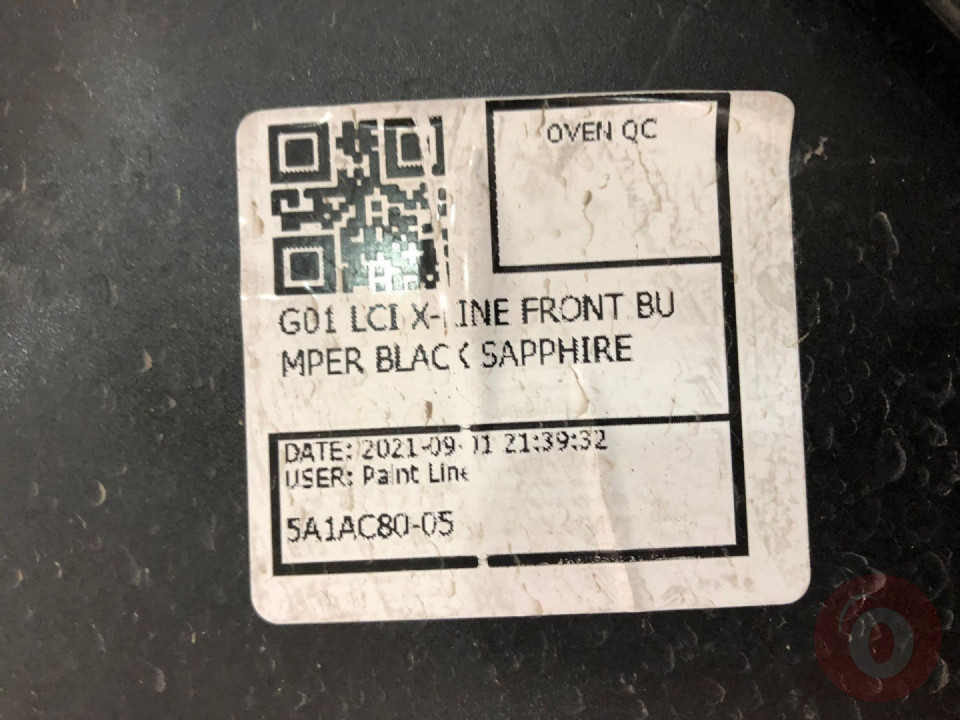 OVEN QC
G01 LCI X-LINE FRONT BU
MPER BLACK SAPPHIRE
DATE: 2021-09-01 21:39:32
USER: Paint Line
5A1AC80-05